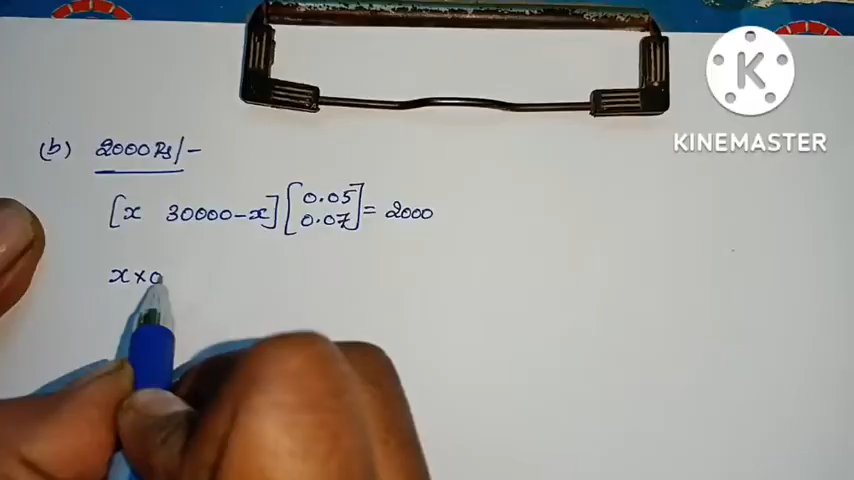 K
KINEMASTER
(b) 2000 Rs/-
[x 30000-x] [0.05
0.07] = 2000
x×0